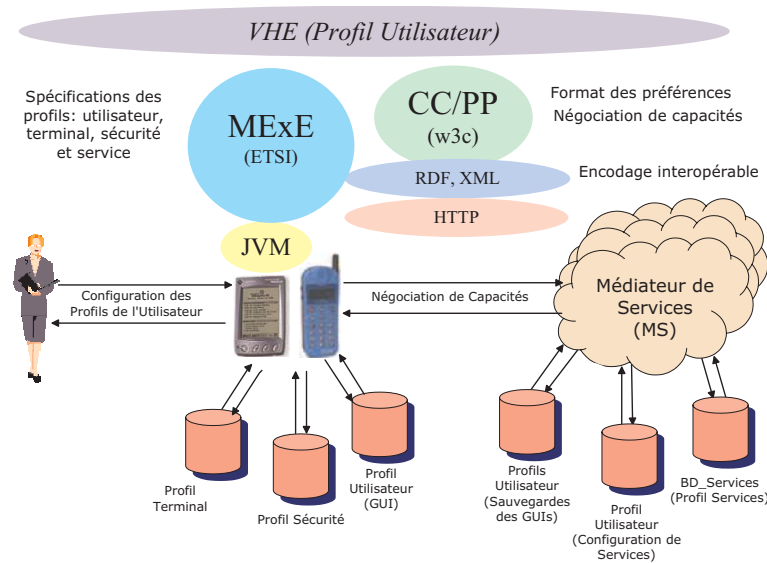 VHE (Profil Utilisateur)
Spécifications des
profils: utilisateur,
terminal, sécurité
et service
MExE
(ETSI)
CC/PP
(w3c)
Format des préférences
Négociation de capacités
RDF, XML
Encodage interopérable
HTTP
JVM
Configuration des
Profils de l'Utilisateur
Négociation de Capacités
Médiateur de
Services
(MS)
Profil
Terminal
Profil Sécurité
Profil
Utilisateur
(GUI)
Profils
Utilisateur
(Sauvegardes
des GUIs)
Profil
Utilisateur
(Configuration de
Services)
BD_Services
(Profil Services)